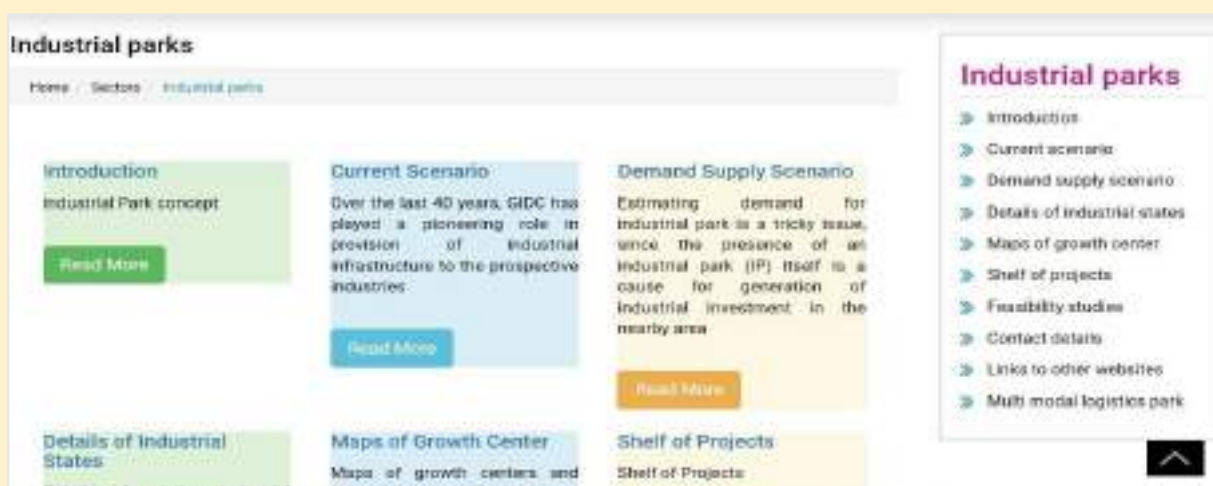 Industrial parks
Home / Sectors / Industrial parks
Introduction
Industrial Park concept
Read More
Current Scenario
Over the last 40 years, GIDC has
played a pioneering role in
provision of industrial
infrastructure to the prospective
industries
Read More
Demand Supply Scenario
Estimating demand for
industrial park is a tricky issue,
since the presence of an
industrial park (IP) itself is a
cause for generation of
industrial investment in the
nearby area
Read More
Details of Industrial
States
Maps of Growth Center
Maps of growth centers and
Shelf of Projects
Shelf of Projects
Industrial parks
Introduction
Current scenario
Demand supply scenario
Details of industrial states
Maps of growth center
Shelf of projects
Feasibility studies
Contact details
Links to other websites
Multi modal logistics park